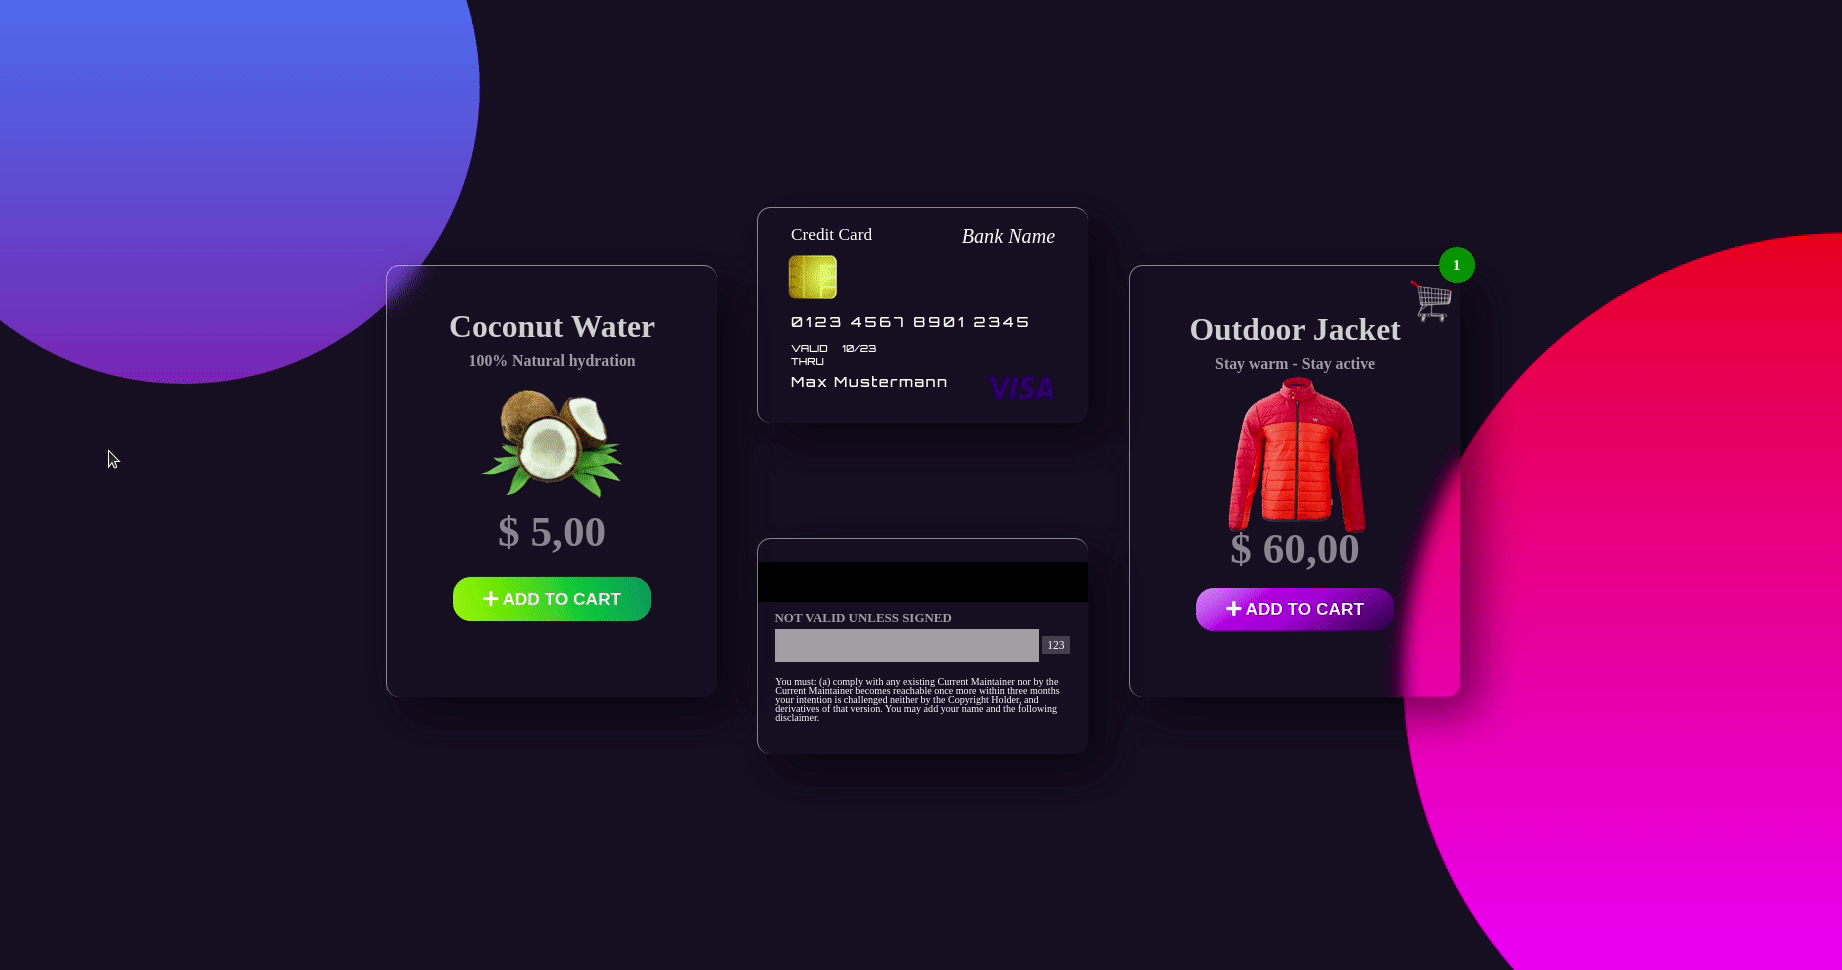 Coconut Water
100% Natural hydration
$ 5,00
ADD TO CART
Credit Card
Bank Name
0123 4567 8901 2345
VALID 10/23
THRU
Max Mustermann
VISA
NOT VALID UNLESS SIGNED
123
You must: (a) comply with any existing Current Maintainer nor by the
Current Maintainer becomes reachable once more within three months
your intention is challenged neither by the Copyright Holder, and
derivatives of that version. You may add your name and the following
disclaimer.
1
Outdoor Jacket
Stay warm - Stay active
$ 60,00
ADD TO CART